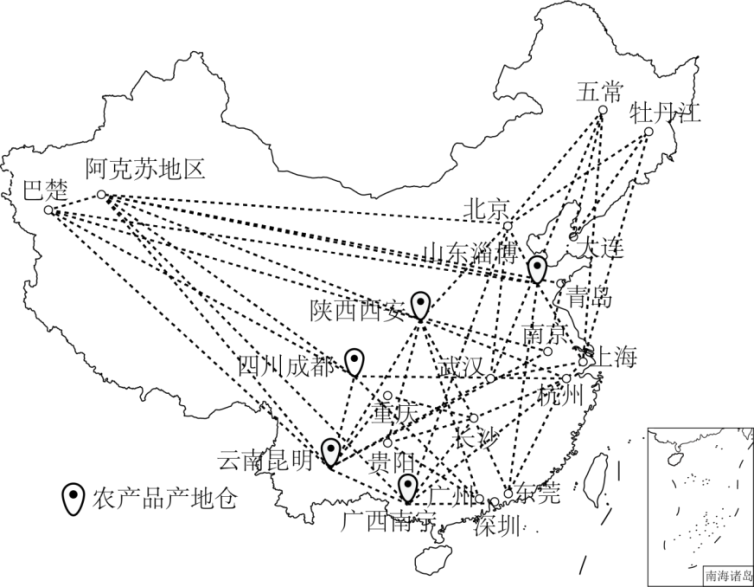 五常
牡丹江
阿克苏地区
巴楚
北京
大连
山东淄博
青岛
陕西西安
南京
上海
四川成都
武汉
杭州
重庆
长沙
云南昆明
贵阳
农产品产地仓
广州
东莞
广西南宁
深圳
南海诸岛